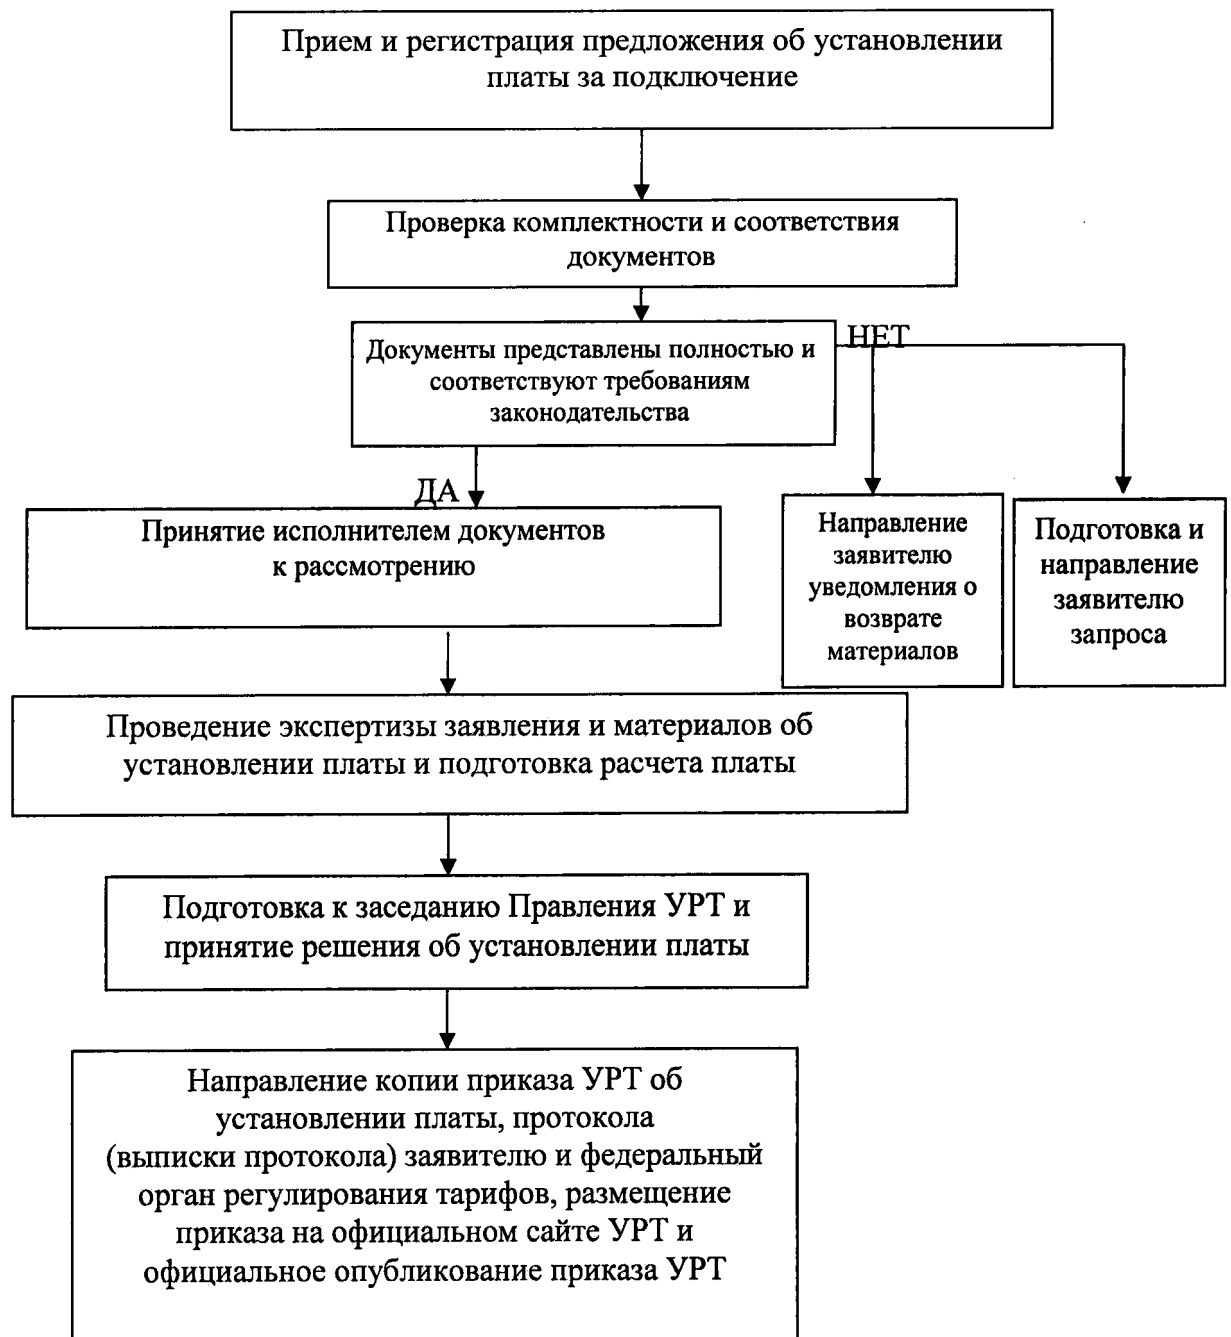 Прием и регистрация предложения об установлении
платы за подключение
Проверка комплектности и соответствия
документов
Документы представлены полностью и
соответствуют требованиям
законодательства
НЕТ
ДА
Принятие исполнителем документов
к рассмотрению
Направление
заявителю
уведомления о
возврате
материалов
Подготовка и
направление
заявителю
запроса
Проведение экспертизы заявления и материалов об
установлении платы и подготовка расчета платы
Подготовка к заседанию Правления УРТ и
принятие решения об установлении платы
Направление копии приказа УРТ об
установлении платы, протокола
(выписки протокола) заявителю и федеральный
орган регулирования тарифов, размещение
приказа на официальном сайте УРТ и
официальное опубликование приказа УРТ